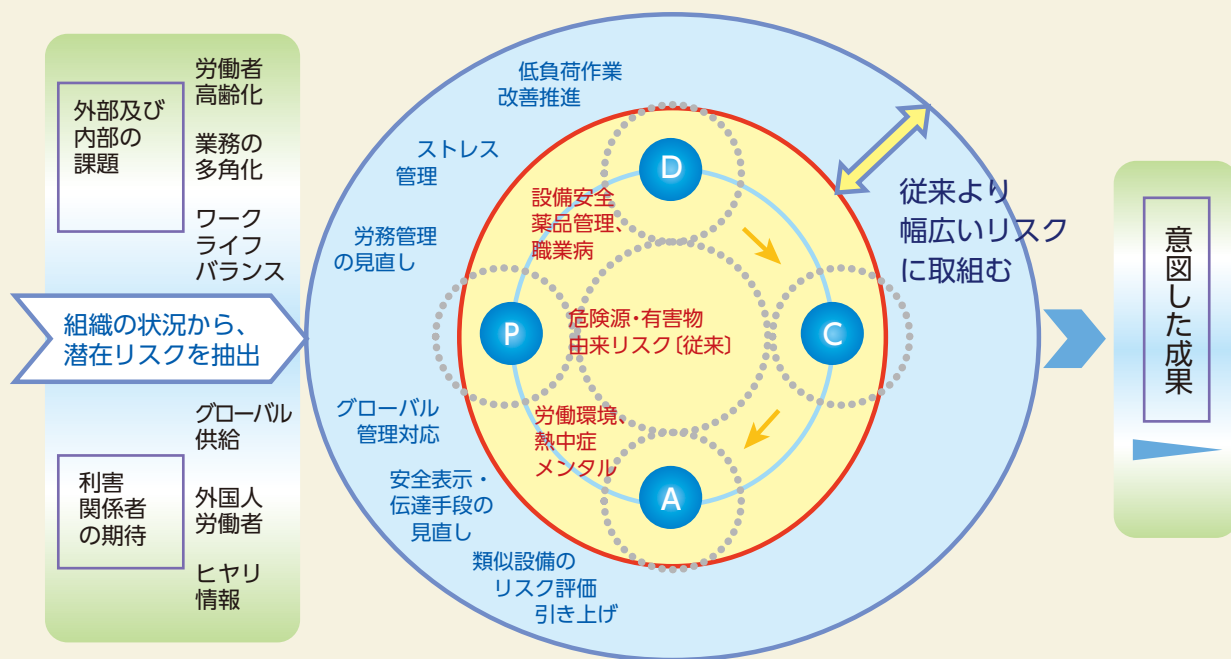 外部及び
内部の
課題
労働者
高齢化
業務の
多角化
ワーク
ライフ
バランス
組織の状況から、
潜在リスクを抽出
利害
関係者
の期待
グローバル
供給
外国人
労働者
ヒヤリ
情報
低負荷作業
改善推進
ストレス
管理
労務管理
の見直し
グローバル
管理対応
安全表示・
伝達手段の
見直し
類似設備の
リスク評価
引き上げ
D
設備安全
薬品管理、
職業病
P
危険源・有害物
由来リスク〔従来〕
C
労働環境、
熱中症
メンタル
A
従来より
幅広いリスク
に取組む
意図した成果